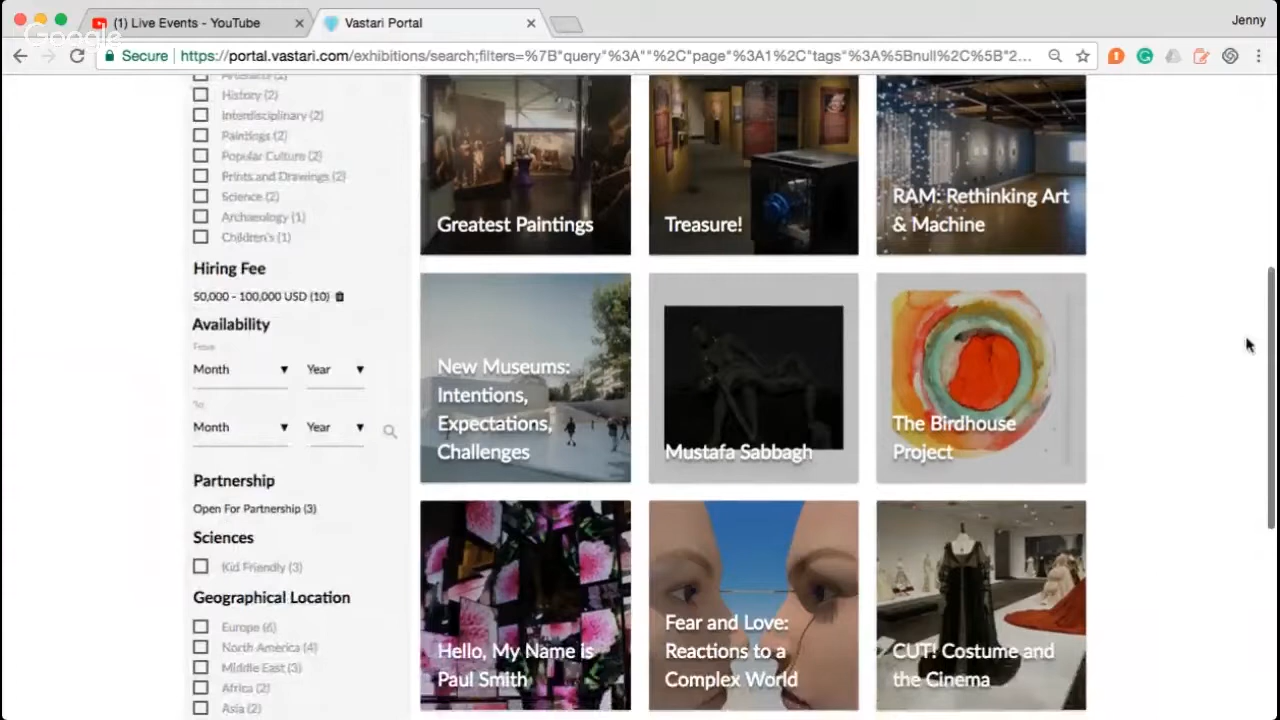 (1) Live Events - YouTube
Vastari Portal
Jenny
Google
Secure
https://portal.vastari.com/exhibitions/search;filters=%7B"query"%3A""%2C"page"%3A1%2C"tags"%3A%5Bnull%2C%5B"2...
History (2)
Interdisciplinary (2)
Paintings (2)
Popular Culture (2)
Prints and Drawings (2)
Science (2)
Archaeology (1)
Children's (1)
Hiring Fee
50,000 - 100,000 USD (10)
Availability
From
Month
Year
To
Month
Year
Partnership
Open For Partnership (3)
Sciences
Kid Friendly (3)
Geographical Location
Europe (6)
North America (4)
Middle East (3)
Africa (2)
Asia (2)
Greatest Paintings
Treasure!
RAM: Rethinking Art
& Machine
New Museums:
Intentions,
Expectations,
Challenges
Mustafa Sabbagh
The Birdhouse
Project
Hello, My Name is
Paul Smith
Fear and Love:
Reactions to a
Complex World
CUT! Costume and
the Cinema